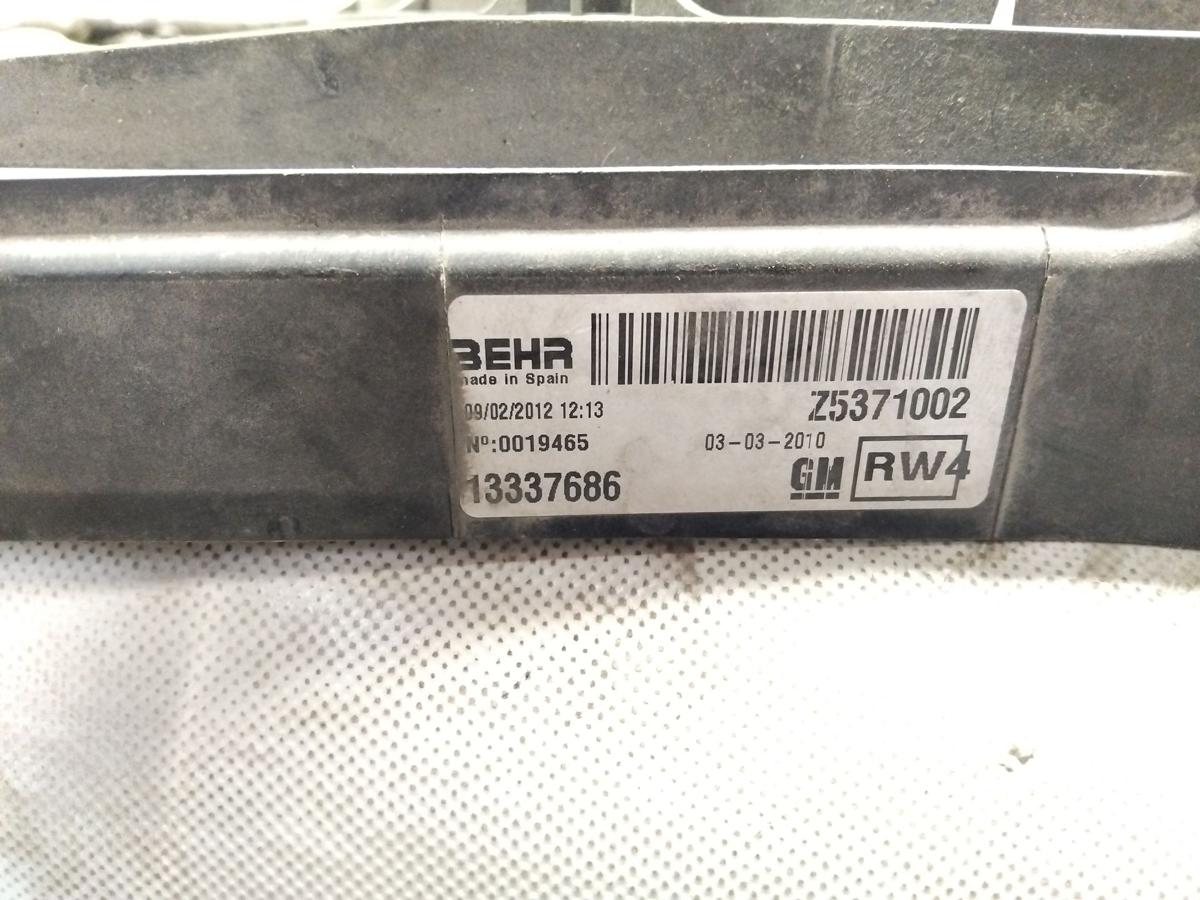 BEHR
made in Spain
Z5371002
09/02/2012 12:13
Nº:0019465
03-03-2010
13337686
GM
RW4